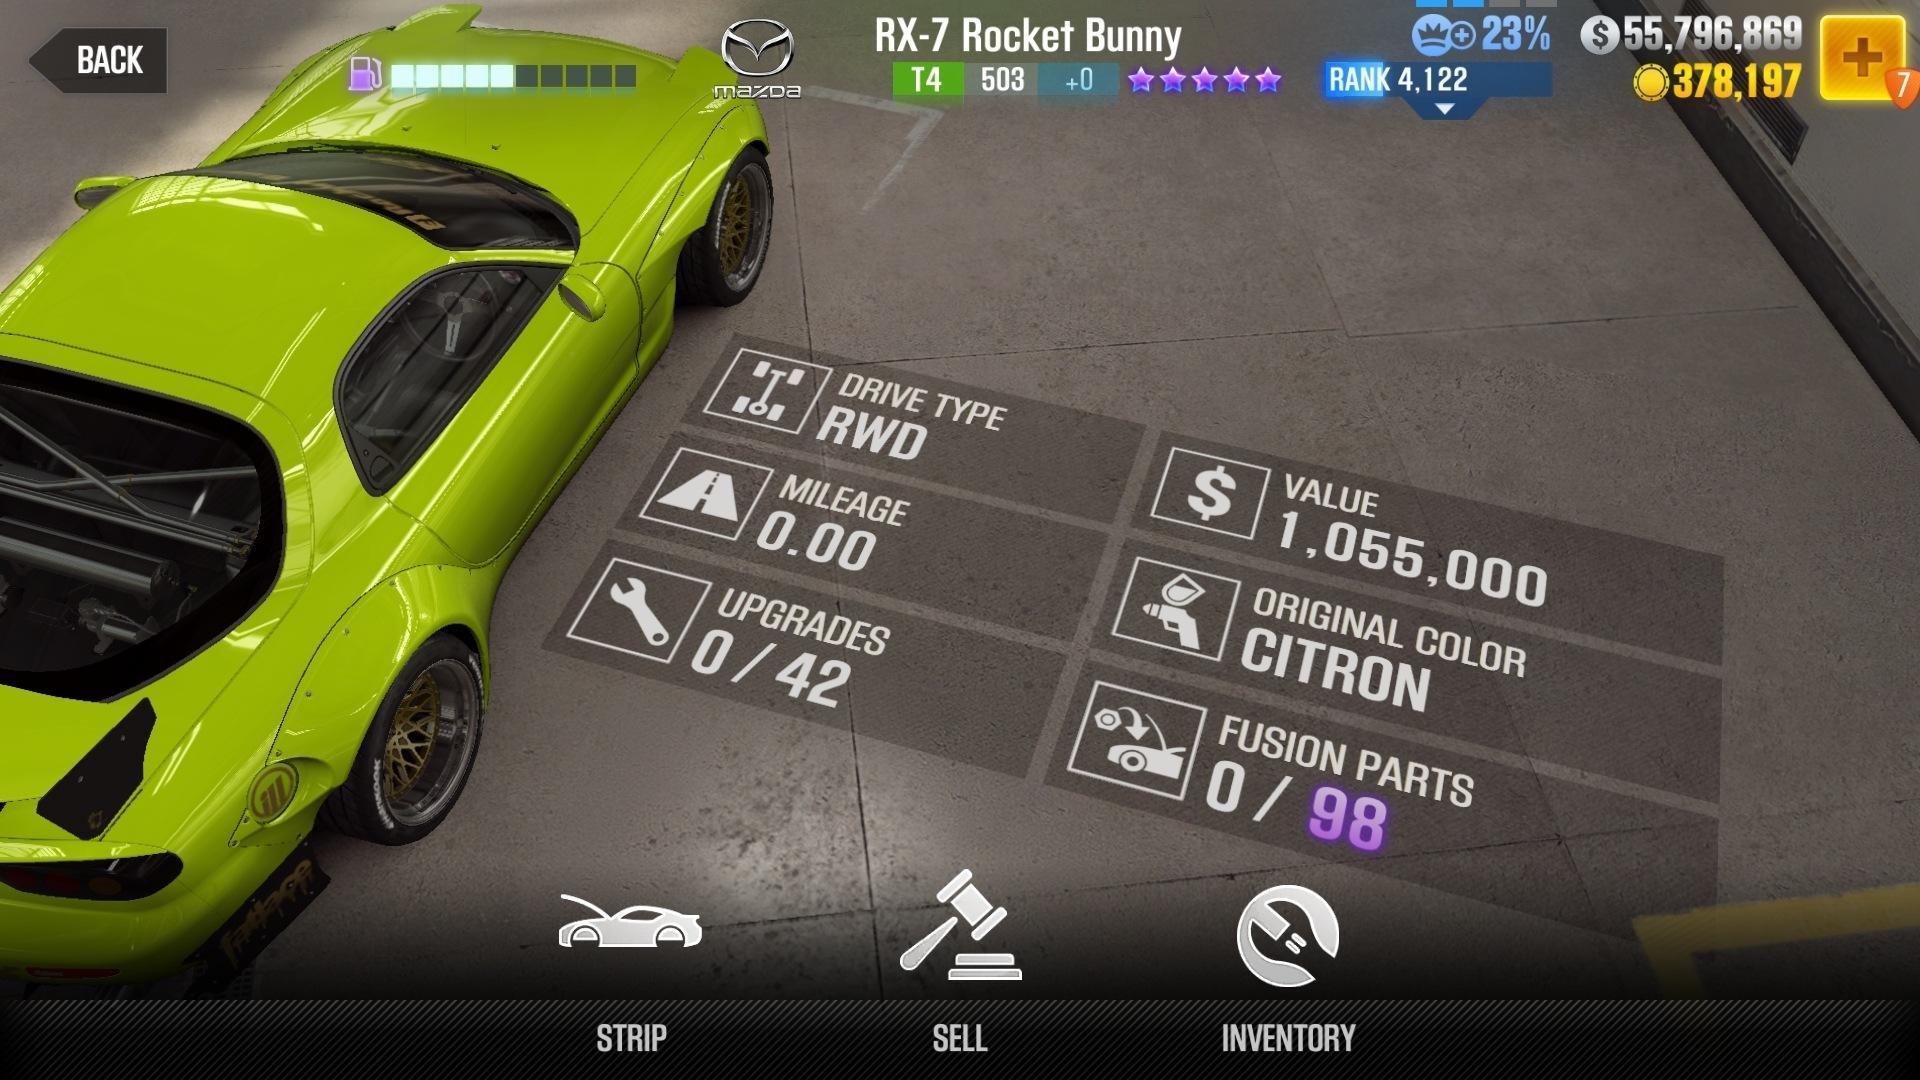 BACK
mazda
RX-7 Rocket Bunny
T4 503 +0
23%
RANK 4,122
$ 55,796,869
378,197
7
DRIVE TYPE
RWD
MILEAGE
0.00
UPGRADES
0/42
$ VALUE
1,055,000
ORIGINAL COLOR
CITRON
FUSION PARTS
0/ 98
STRIP
SELL
INVENTORY